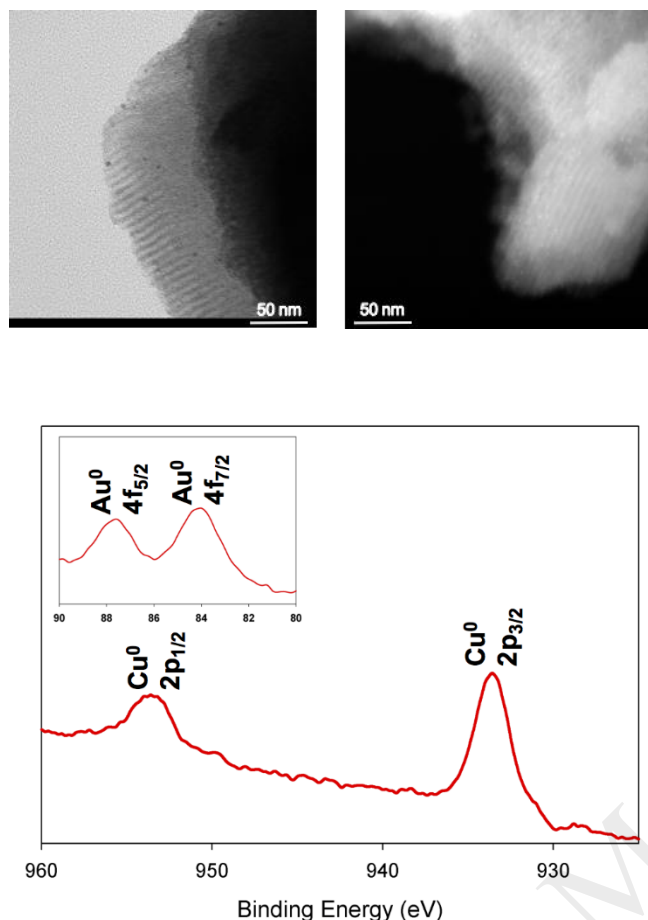 50 nm
50 nm
Au⁰
4f5/2
Au⁰
4f7/2
90 88 86 84 82 80
Cu⁰
2p1/2
Cu⁰
2p3/2
960 950 940 930
Binding Energy (eV)
M